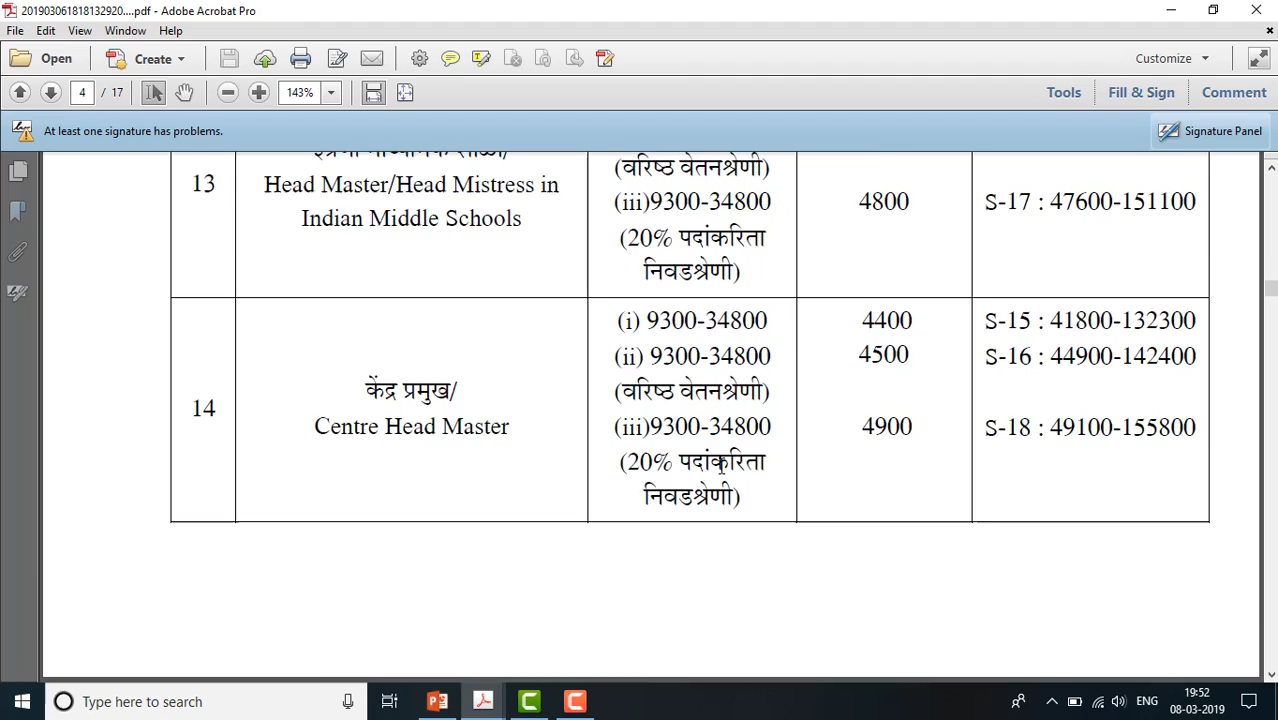 201903061818132920....pdf - Adobe Acrobat Pro
File Edit View Window Help
Open Create Customize
4 / 17 143% Tools Fill & Sign Comment
At least one signature has problems. Signature Panel
13
Head Master/Head Mistress in
Indian Middle Schools
(वरिष्ठ वेतनश्रेणी)
(iii)9300-34800 4800 S-17 : 47600-151100
(20% पदांकरिता
निवडश्रेणी)
14
केंद्र प्रमुख/
Centre Head Master
(i) 9300-34800 4400 S-15 : 41800-132300
(ii) 9300-34800 4500 S-16 : 44900-142400
(वरिष्ठ वेतनश्रेणी)
(iii)9300-34800 4900 S-18 : 49100-155800
(20% पदांकरिता
निवडश्रेणी)
Type here to search ENG 19:52
08-03-2019